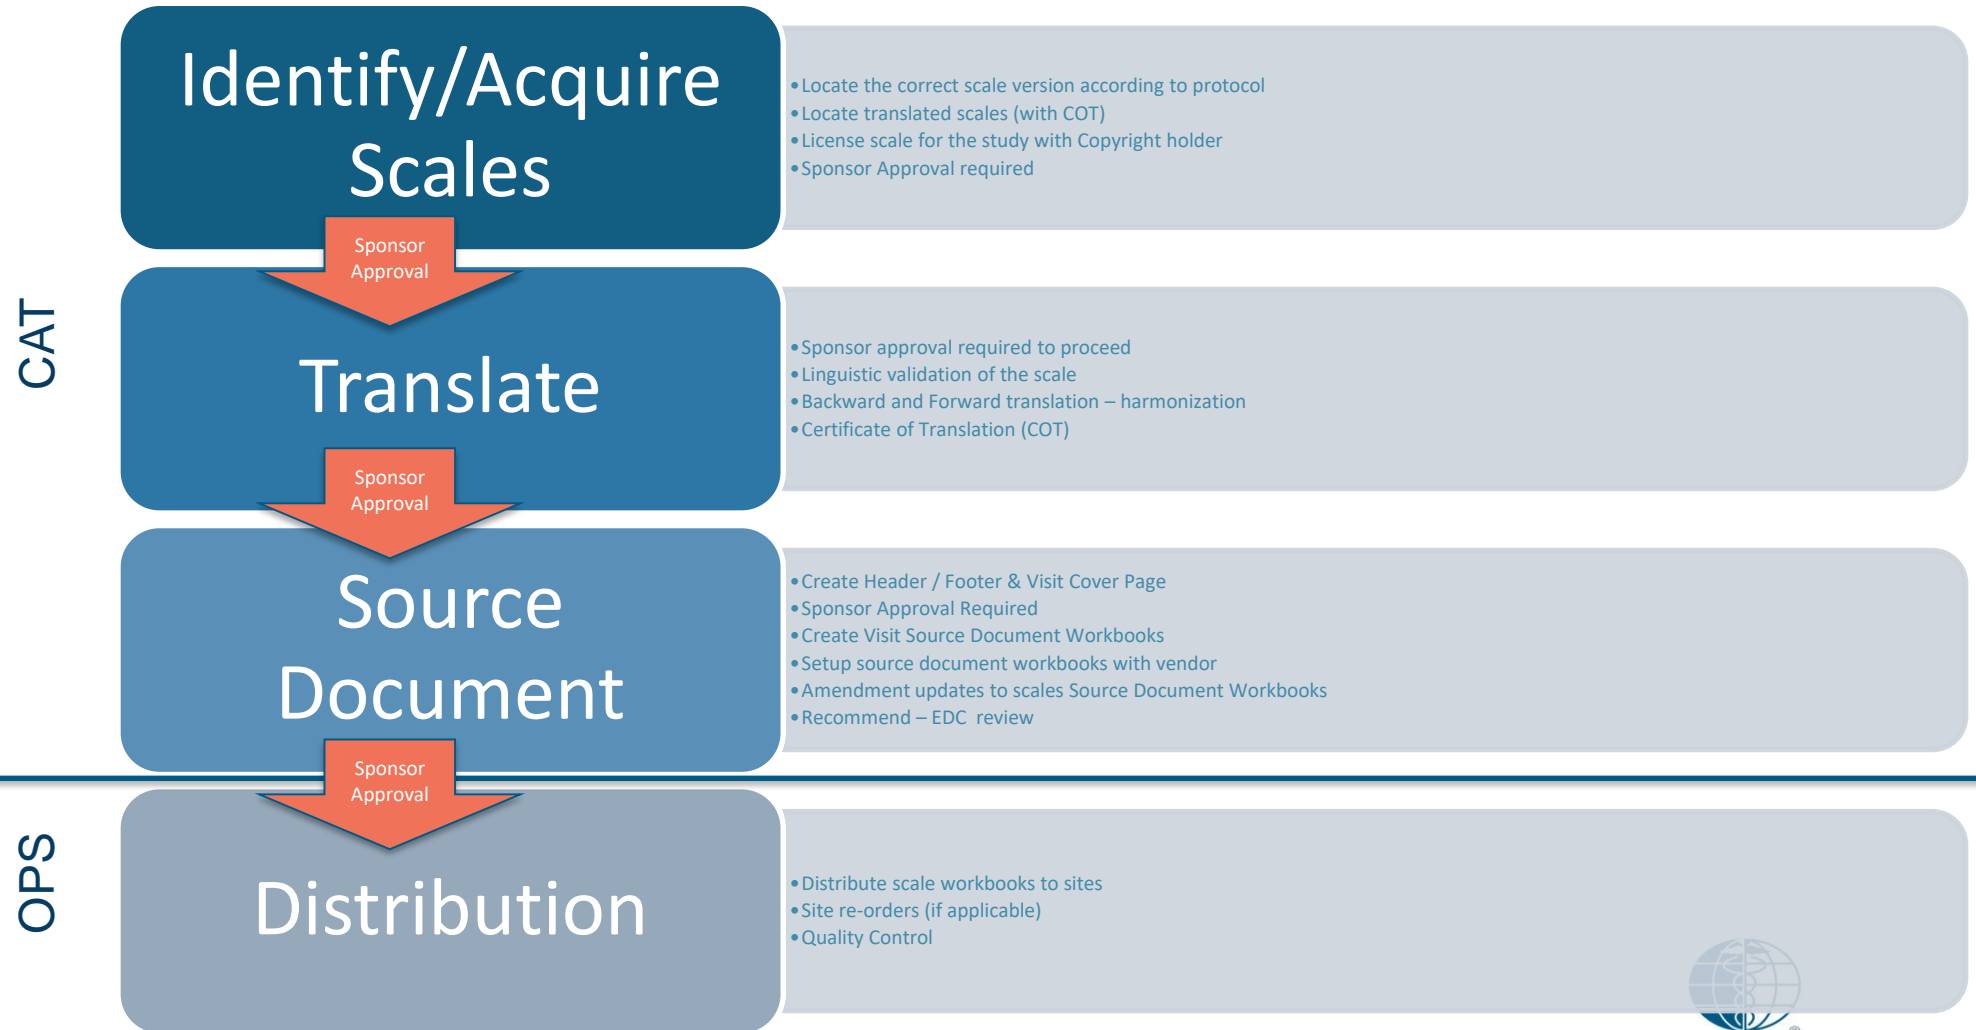 CAT
Identify/Acquire
Scales
• Locate the correct scale version according to protocol
• Locate translated scales (with COT)
• License scale for the study with Copyright holder
• Sponsor Approval required
Sponsor
Approval
Translate
• Sponsor approval required to proceed
• Linguistic validation of the scale
• Backward and Forward translation – harmonization
• Certificate of Translation (COT)
Sponsor
Approval
Source
Document
• Create Header / Footer & Visit Cover Page
• Sponsor Approval Required
• Create Visit Source Document Workbooks
• Setup source document workbooks with vendor
• Amendment updates to scales Source Document Workbooks
• Recommend – EDC  review
Sponsor
Approval
OPS
Distribution
• Distribute scale workbooks to sites
• Site re-orders (if applicable)
• Quality Control
®